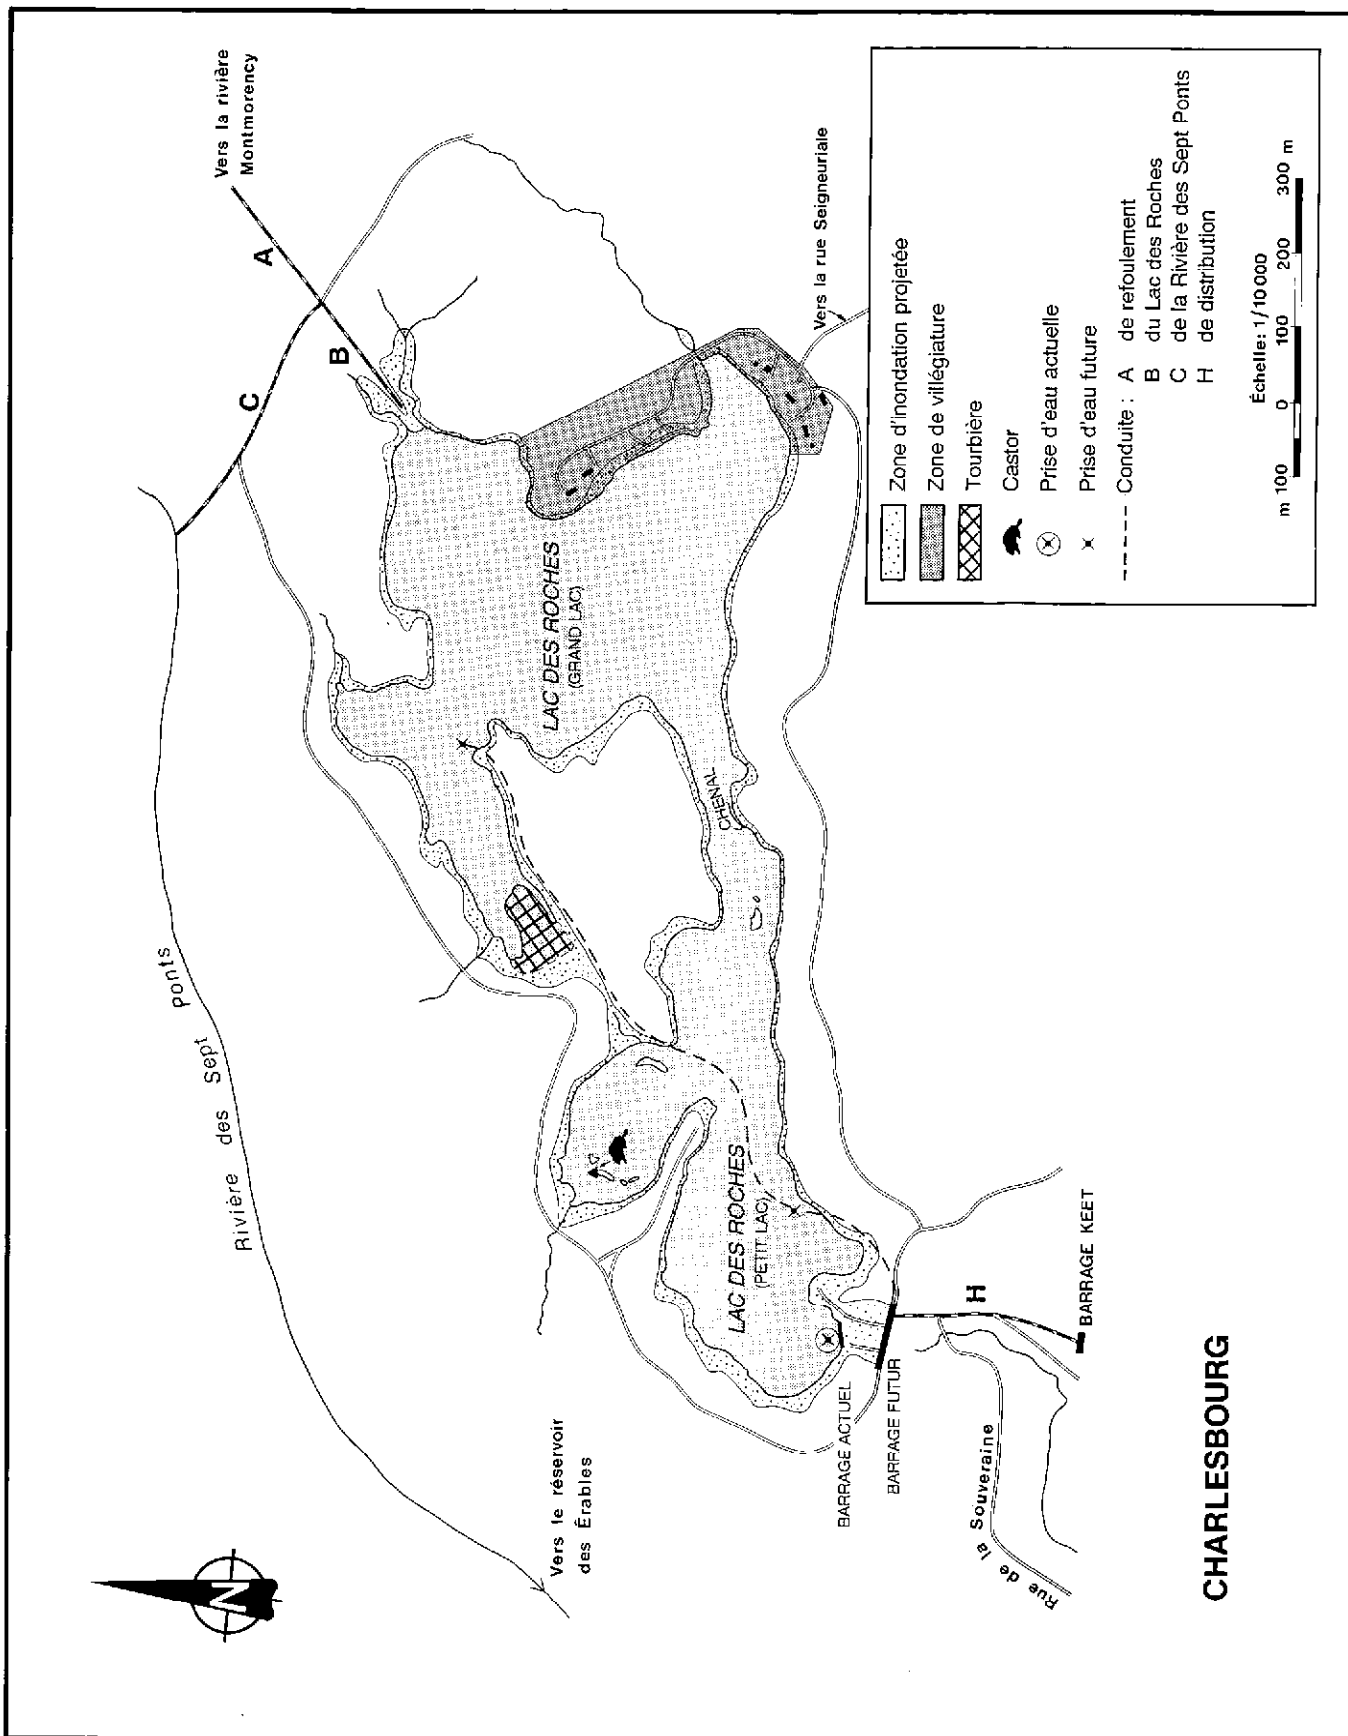 Vers la rivière
Montmorency
A
B
C
Rivière des Sept Ponts
LAC DES ROCHES
(GRAND LAC)
CHENAL
LAC DES ROCHES
(PETIT LAC)
Vers la rue Seigneuriale
Vers le réservoir
des Érables
BARRAGE ACTUEL
BARRAGE FUTUR
H
BARRAGE KEET
Rue de la Souveraine
N
CHARLESBOURG
Zone d'inondation projetée
Zone de villégiature
Tourbière
Castor
Prise d'eau actuelle
Prise d'eau future
Conduite : A de refoulement
B du Lac des Roches
C de la Rivière des Sept Ponts
H de distribution
Échelle: 1/10000
m 100 0 100 200 300 m